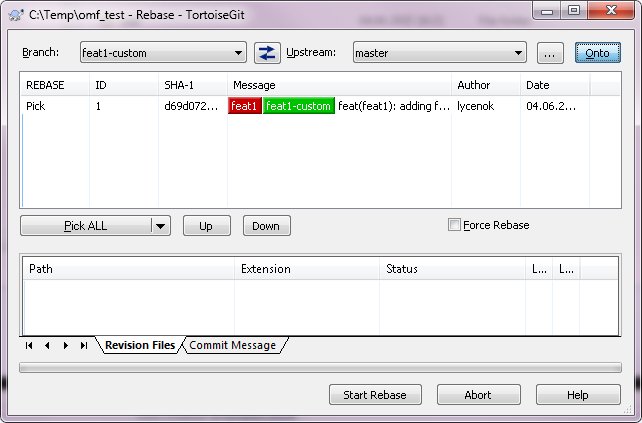 C:\Temp\omf_test - Rebase - TortoiseGit
Branch: feat1-custom Upstream: master ... Onto
REBASE ID SHA-1 Message Author Date
Pick 1 d69d072... feat1 feat1-custom feat(feat1): adding f... lycenok 04.06.2...
Pick ALL Up Down Force Rebase
Path Extension Status L... L...
Revision Files Commit Message
Start Rebase Abort Help